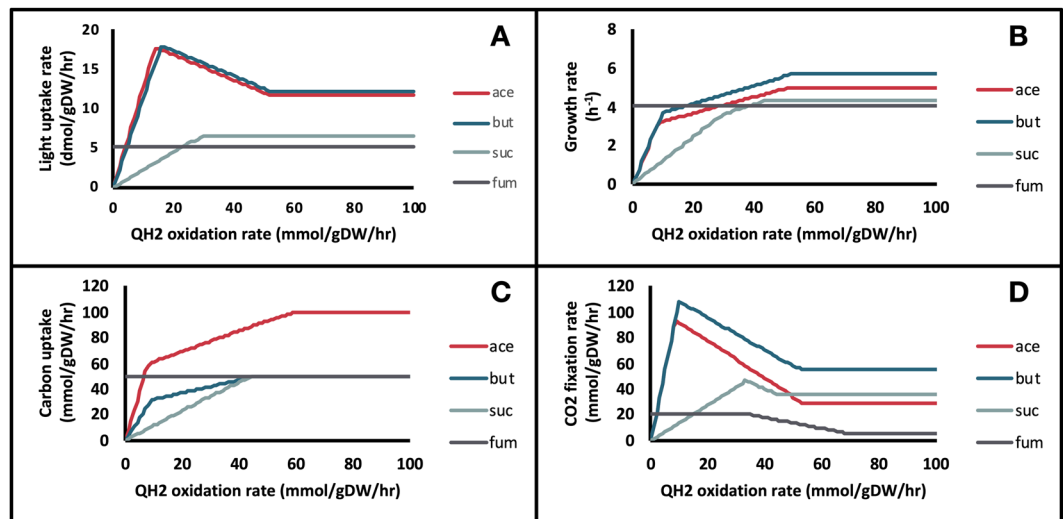 A
Light uptake rate
(dmol/gDW/hr)
20
15
10
5
0
0 20 40 60 80 100
QH2 oxidation rate (mmol/gDW/hr)
ace
but
suc
fum
B
Growth rate
(h⁻¹)
8
6
4
2
0
0 20 40 60 80 100
QH2 oxidation rate (mmol/gDW/hr)
ace
but
suc
fum
C
Carbon uptake
(mmol/gDW/hr)
120
100
80
60
40
20
0
0 20 40 60 80 100
QH2 oxidation rate (mmol/gDW/hr)
ace
but
suc
fum
D
CO2 fixation rate
(mmol/gDW/hr)
120
100
80
60
40
20
0
0 20 40 60 80 100
QH2 oxidation rate (mmol/gDW/hr)
ace
but
suc
fum